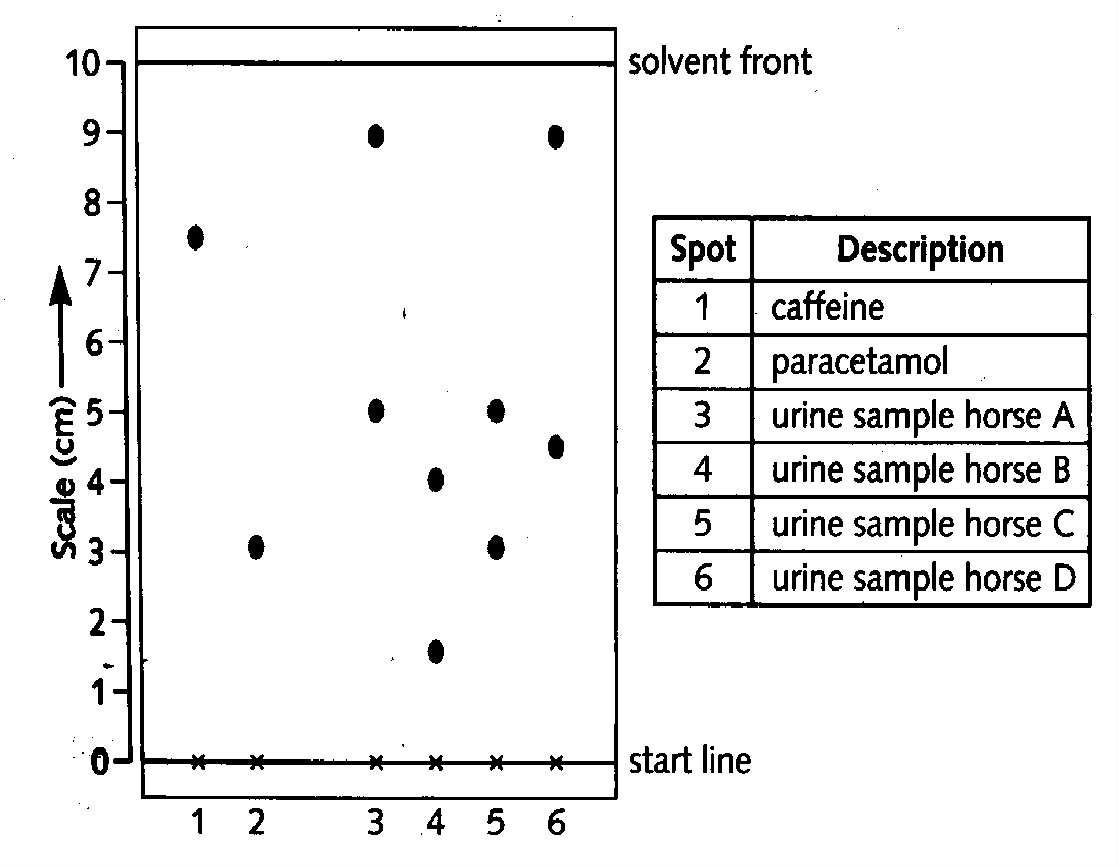 10
solvent front
9
8
7
6
5
4
3
2
1
0
Scale (cm)
start line
1 2 3 4 5 6
Spot Description
1 caffeine
2 paracetamol
3 urine sample horse A
4 urine sample horse B
5 urine sample horse C
6 urine sample horse D